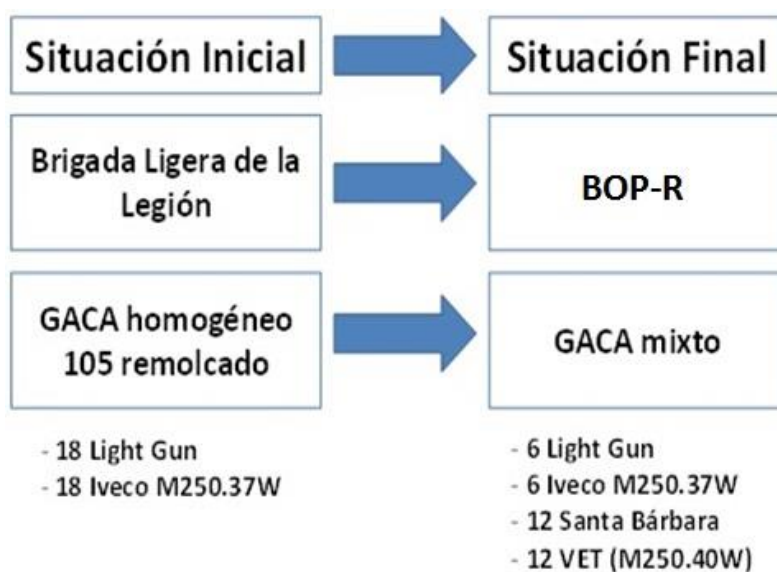 Situación Inicial
Situación Final
Brigada Ligera de la
Legión
BOP-R
GACA homogéneo
105 remolcado
GACA mixto
- 18 Light Gun
- 18 Iveco M250.37W
- 6 Light Gun
- 6 Iveco M250.37W
- 12 Santa Bárbara
- 12 VET (M250.40W)